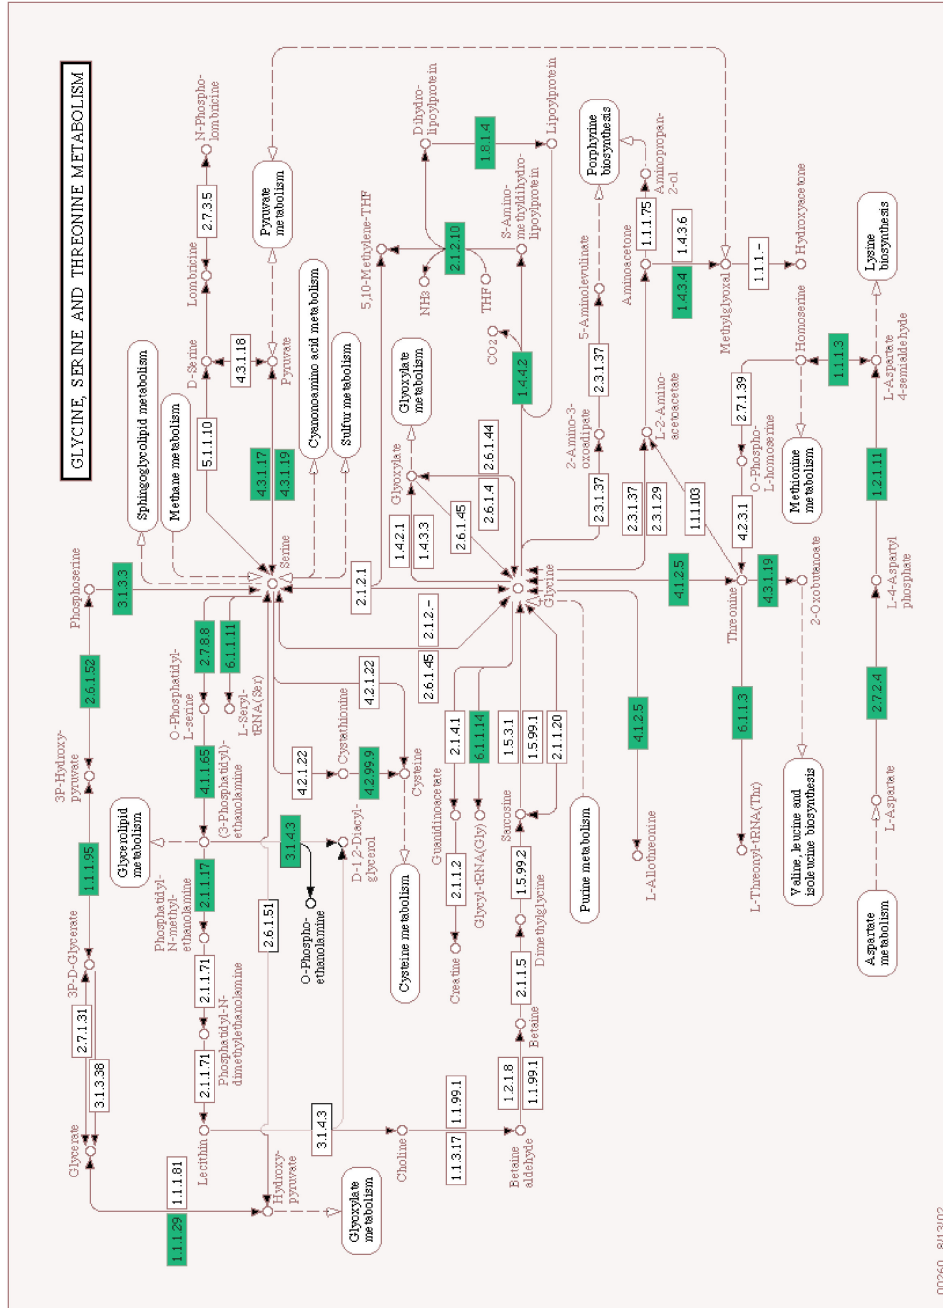 GLYCINE, SERINE AND THREONINE METABOLISM
Glycerate
2.7.1.31
3.1.3.38
3P-D-Glycerate
1.1.1.95
3P-Hydroxy-
pyruvate
2.6.1.52
Phosphoserine
3.1.3.3
Sphingoglycolipid metabolism
Methane metabolism
1.1.1.29
1.1.1.81
Lecithin
2.1.1.71
Phosphatidyl-N-
dimethylethanolamine
2.1.1.71
Phosphatidyl-
N-methyl-
ethanolamine
2.1.1.17
Glycerolipid
metabolism
(3-Phosphatidyl)-
ethanolamine
4.1.1.65
O-Phosphatidyl-
L-serine
2.7.8.8
L-Seryl-
tRNA(Ser)
6.1.1.11
5.1.1.10
D-Serine
Lombricine
2.7.3.5
N-Phospho-
lombricine
4.3.1.18
Hydroxy-
pyruvate
2.6.1.51
3.1.4.3
Serine
4.3.1.17
4.3.1.19
Pyruvate
Pyruvate
metabolism
Glyoxylate
metabolism
3.1.4.3
O-Phospho-
ethanolamine
D-1,2-Diacyl-
glycerol
4.2.1.22
Cystathionine
4.2.99.9
4.2.1.22
Cysteine
Cysteine metabolism
Cyanonoamino acid metabolism
Sulfur metabolism
2.1.2.1
2.1.2.-
2.6.1.45
5,10-Methylene-THF
Choline
1.1.3.17
1.1.99.1
Betaine
aldehyde
1.2.1.8
1.1.99.1
Betaine
2.1.1.5
Dimethylglycine
1.5.99.2
Sarcosine
1.5.3.1
1.5.99.1
2.1.1.20
Creatine
2.1.1.2
Guanidinoacetate
2.1.4.1
Glycyl-tRNA(Gly)
6.1.1.14
Glycine
1.4.2.1
1.4.3.3
Glyoxylate
Glyoxylate
metabolism
2.6.1.45
2.6.1.4
2.6.1.44
1.4.4.2
CO2
NH3
THF
2.1.2.10
Dihydro-
lipoylprotein
1.8.1.4
Lipoylprotein
S-Amino-
methyldihydro-
lipoylprotein
Purine metabolism
2.3.1.37
2-Amino-3-
oxoadipate
2.3.1.37
5-Aminolevulinate
Porphyrine
biosynthesis
L-Allothreonine
4.1.2.5
4.1.2.5
2.3.1.37
2.3.1.29
L-2-Amino-
acetoacetate
1.1.1.103
Aminoacetone
1.1.1.75
Aminopropan-
2-ol
1.4.3.4
1.4.3.6
Methylglyoxal
1.1.1.-
Hydroxyacetone
L-Threonyl-tRNA(Thr)
6.1.1.3
Threonine
4.2.3.1
O-Phospho-
L-homoserine
2.7.1.39
Homoserine
4.3.1.19
2-Oxobutanoate
Valine, leucine and
isoleucine biosynthesis
Methionine
metabolism
1.1.1.3
Aspartate
metabolism
L-Aspartate
2.7.2.4
L-4-Aspartyl
phosphate
1.2.1.11
L-Aspartate
4-semialdehyde
Lysine
biosynthesis
00260 8/13/02